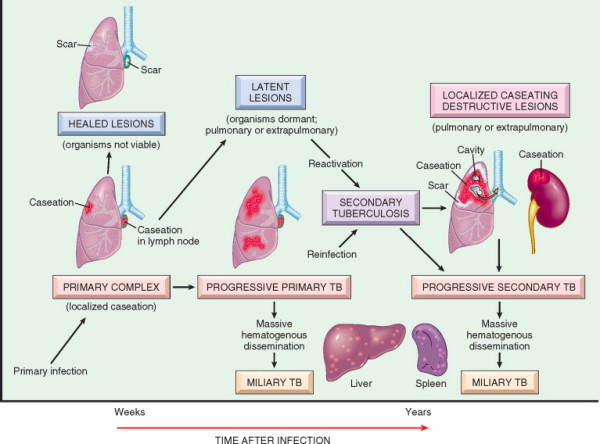 Scar
Scar
HEALED LESIONS
(organisms not viable)
LATENT
LESIONS
(organisms dormant;
pulmonary or extrapulmonary)
LOCALIZED CASEATING
DESTRUCTIVE LESIONS
(pulmonary or extrapulmonary)
Reactivation
Cavity
Caseation
Caseation
Scar
Caseation
Caseation
in lymph node
SECONDARY
TUBERCULOSIS
Reinfection
PRIMARY COMPLEX
(localized caseation)
PROGRESSIVE PRIMARY TB
PROGRESSIVE SECONDARY TB
Massive
hematogenous
dissemination
Massive
hematogenous
dissemination
Primary infection
MILIARY TB
Liver
Spleen
MILIARY TB
Weeks
Years
TIME AFTER INFECTION